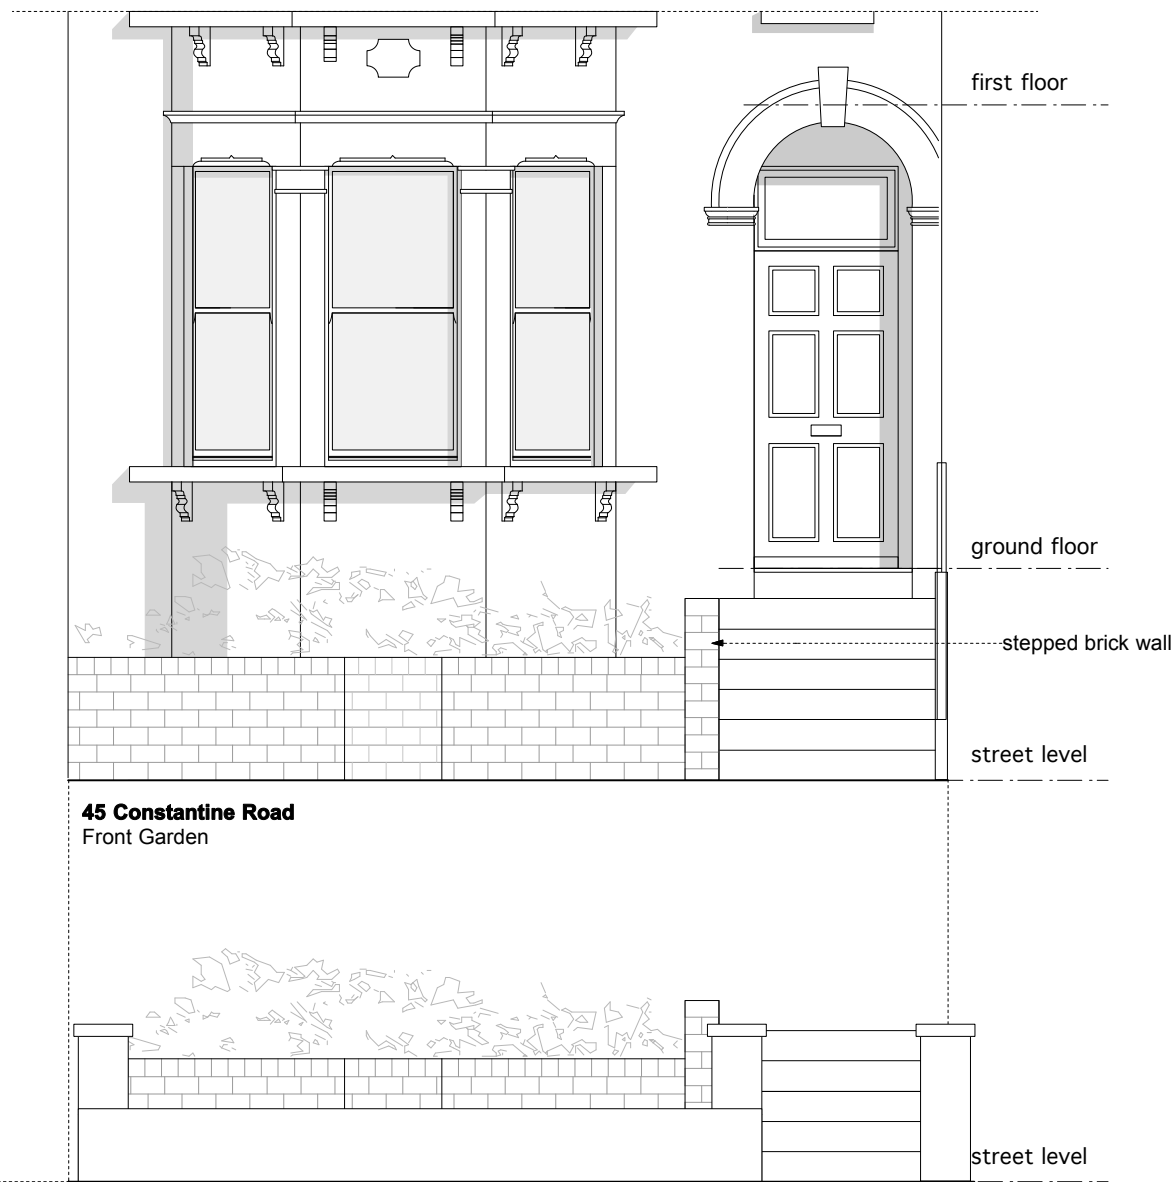 first floor
ground floor
stepped brick wall
street level
45 Constantine Road
Front Garden
street level